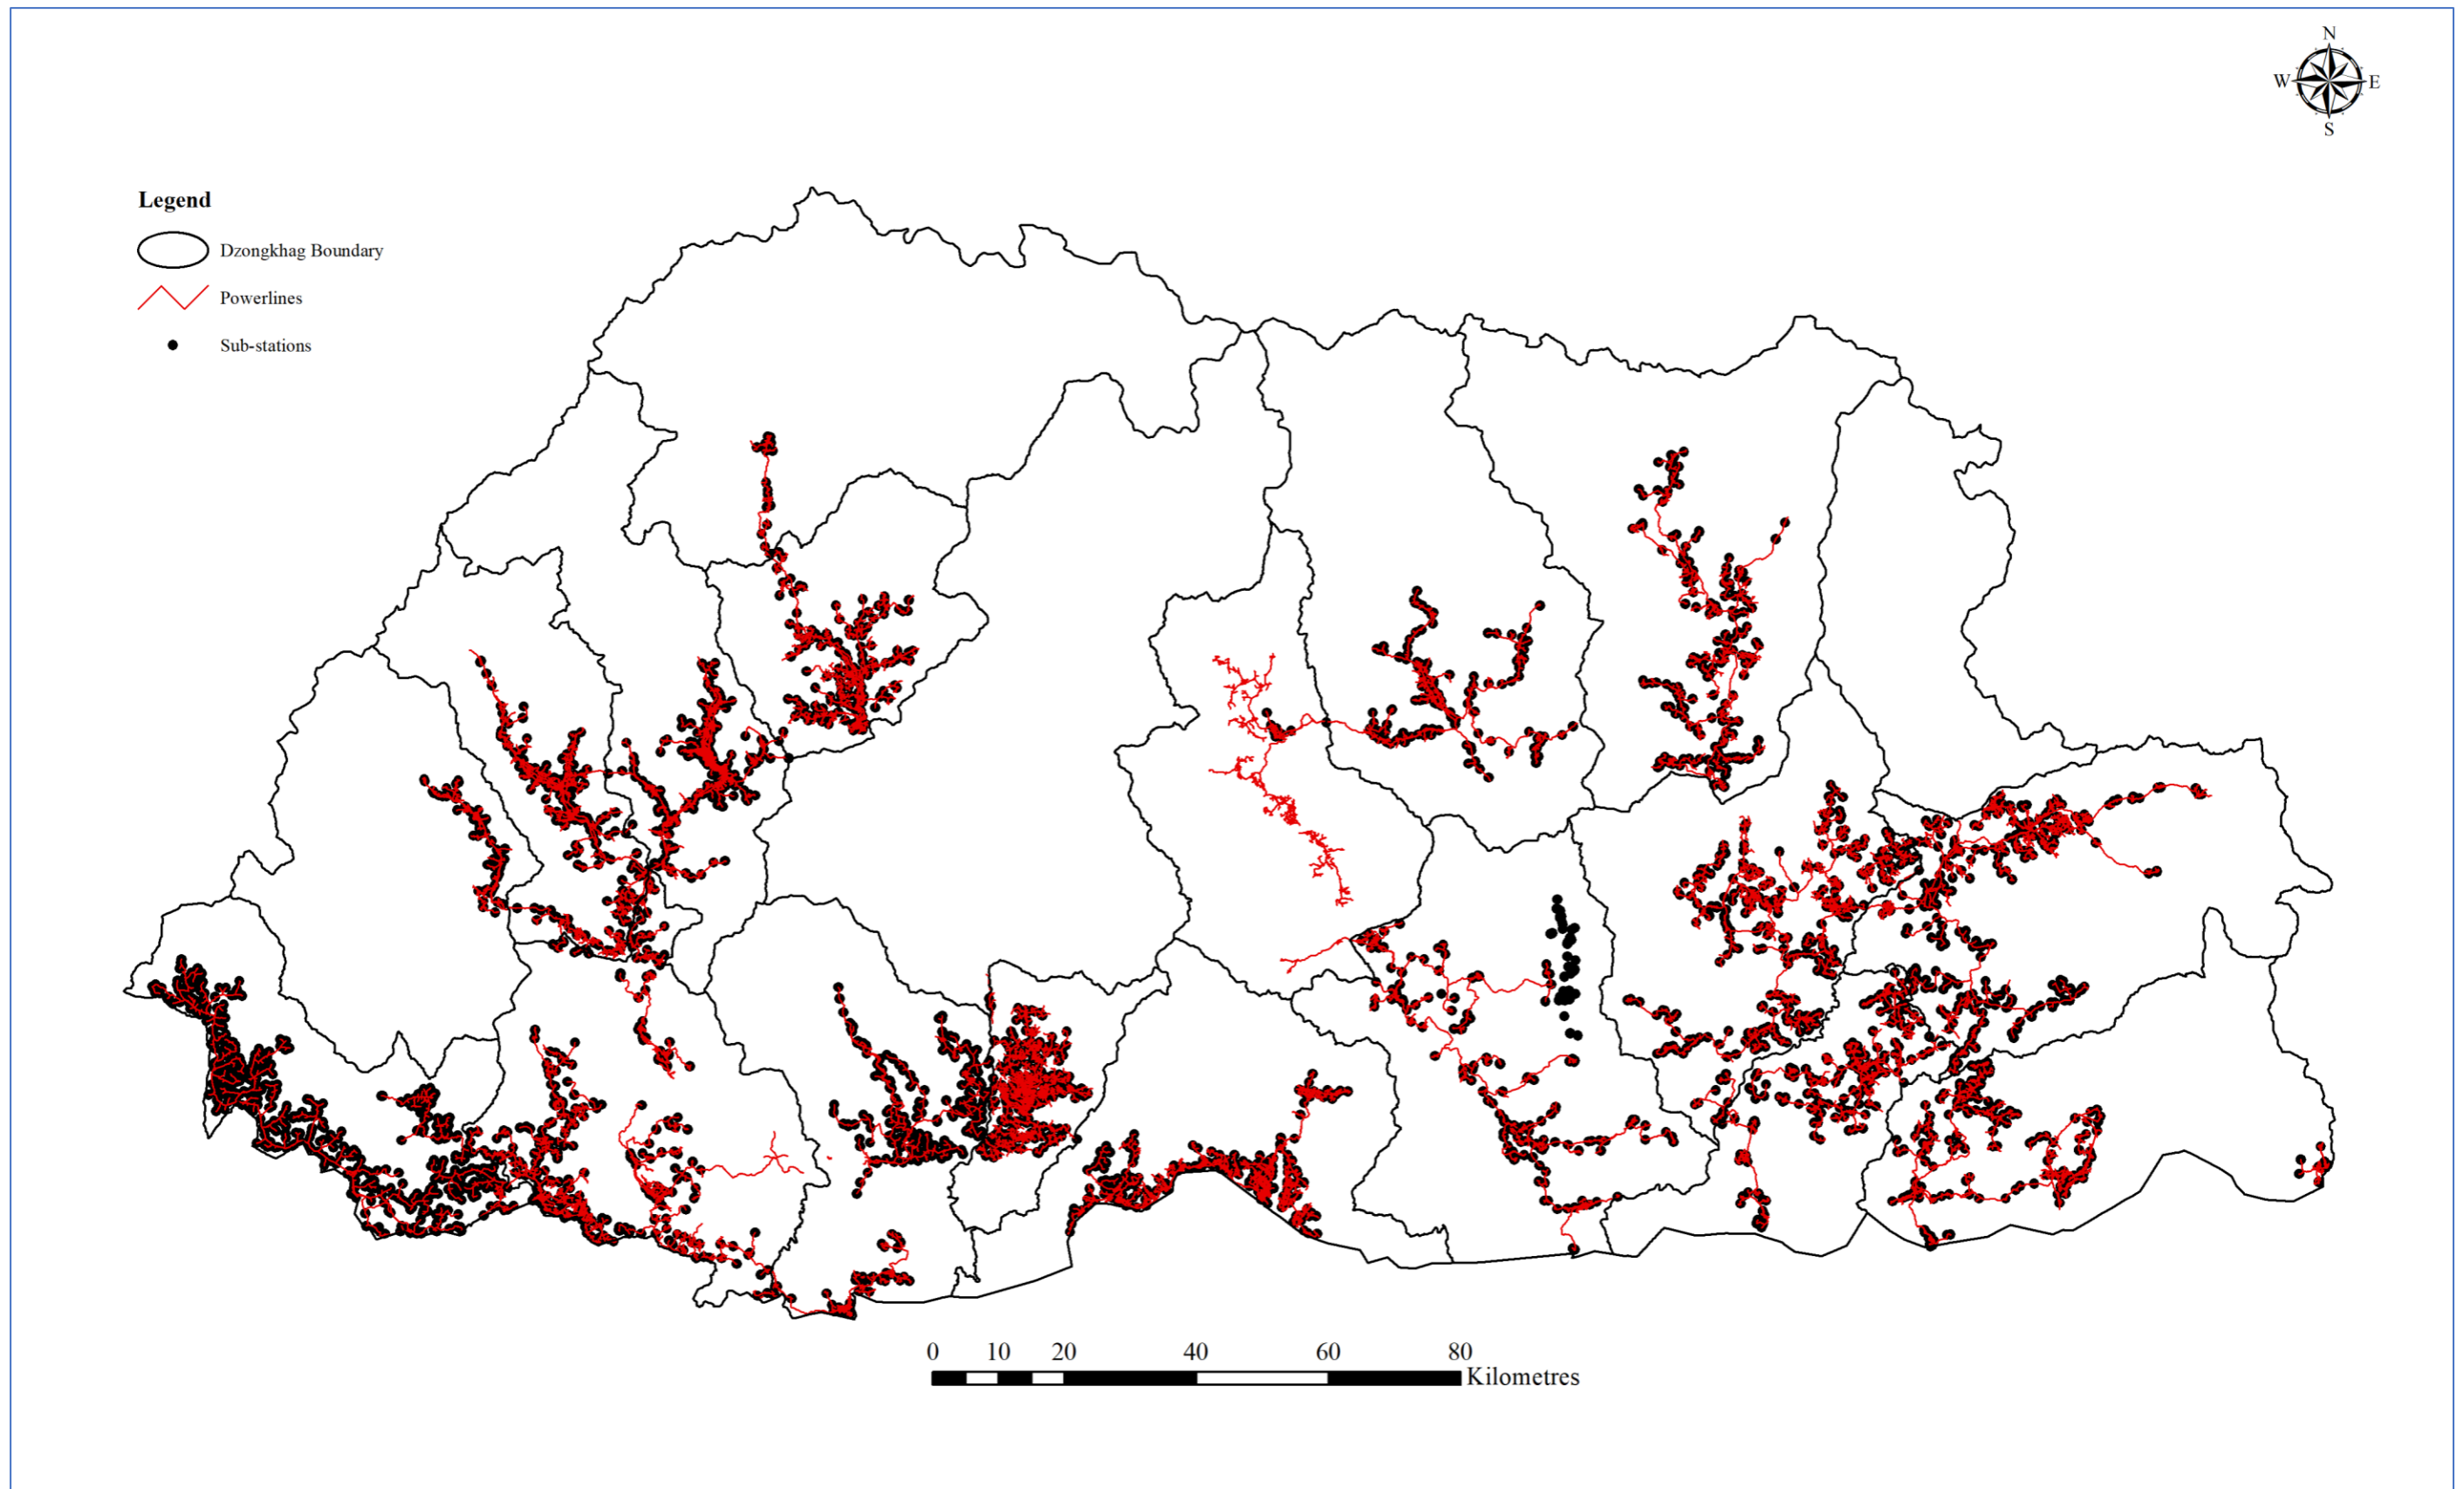 N
W E
S
Legend
Dzongkhag Boundary
Powerlines
Sub-stations
0 10 20 40 60 80
Kilometres